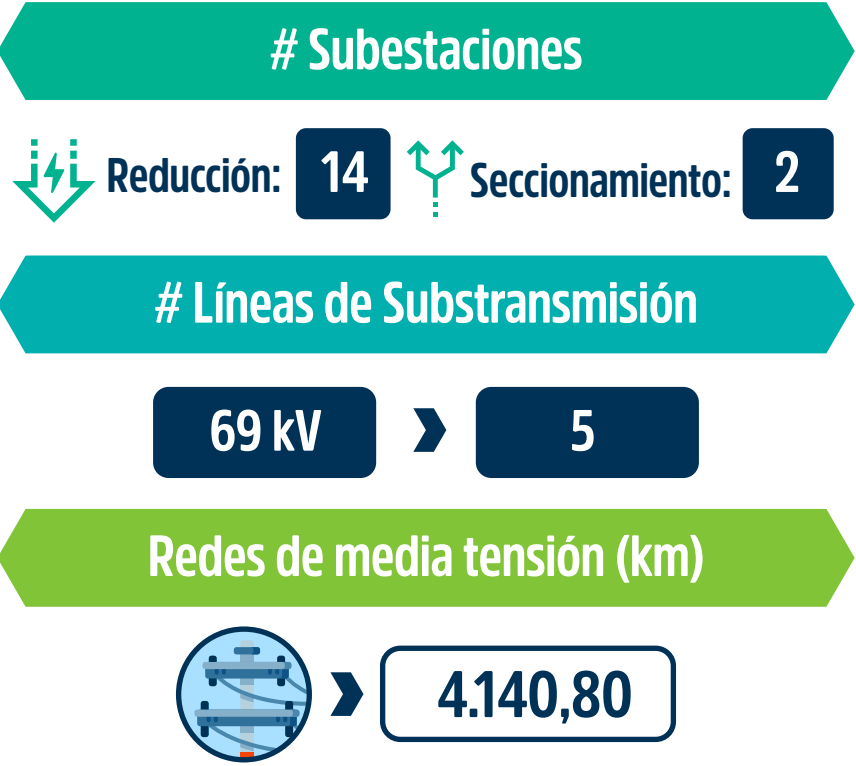 # Subestaciones
Reducción: 14 Seccionamiento: 2
# Líneas de Substransmisión
69 kV 5
Redes de media tensión (km)
4.140,80